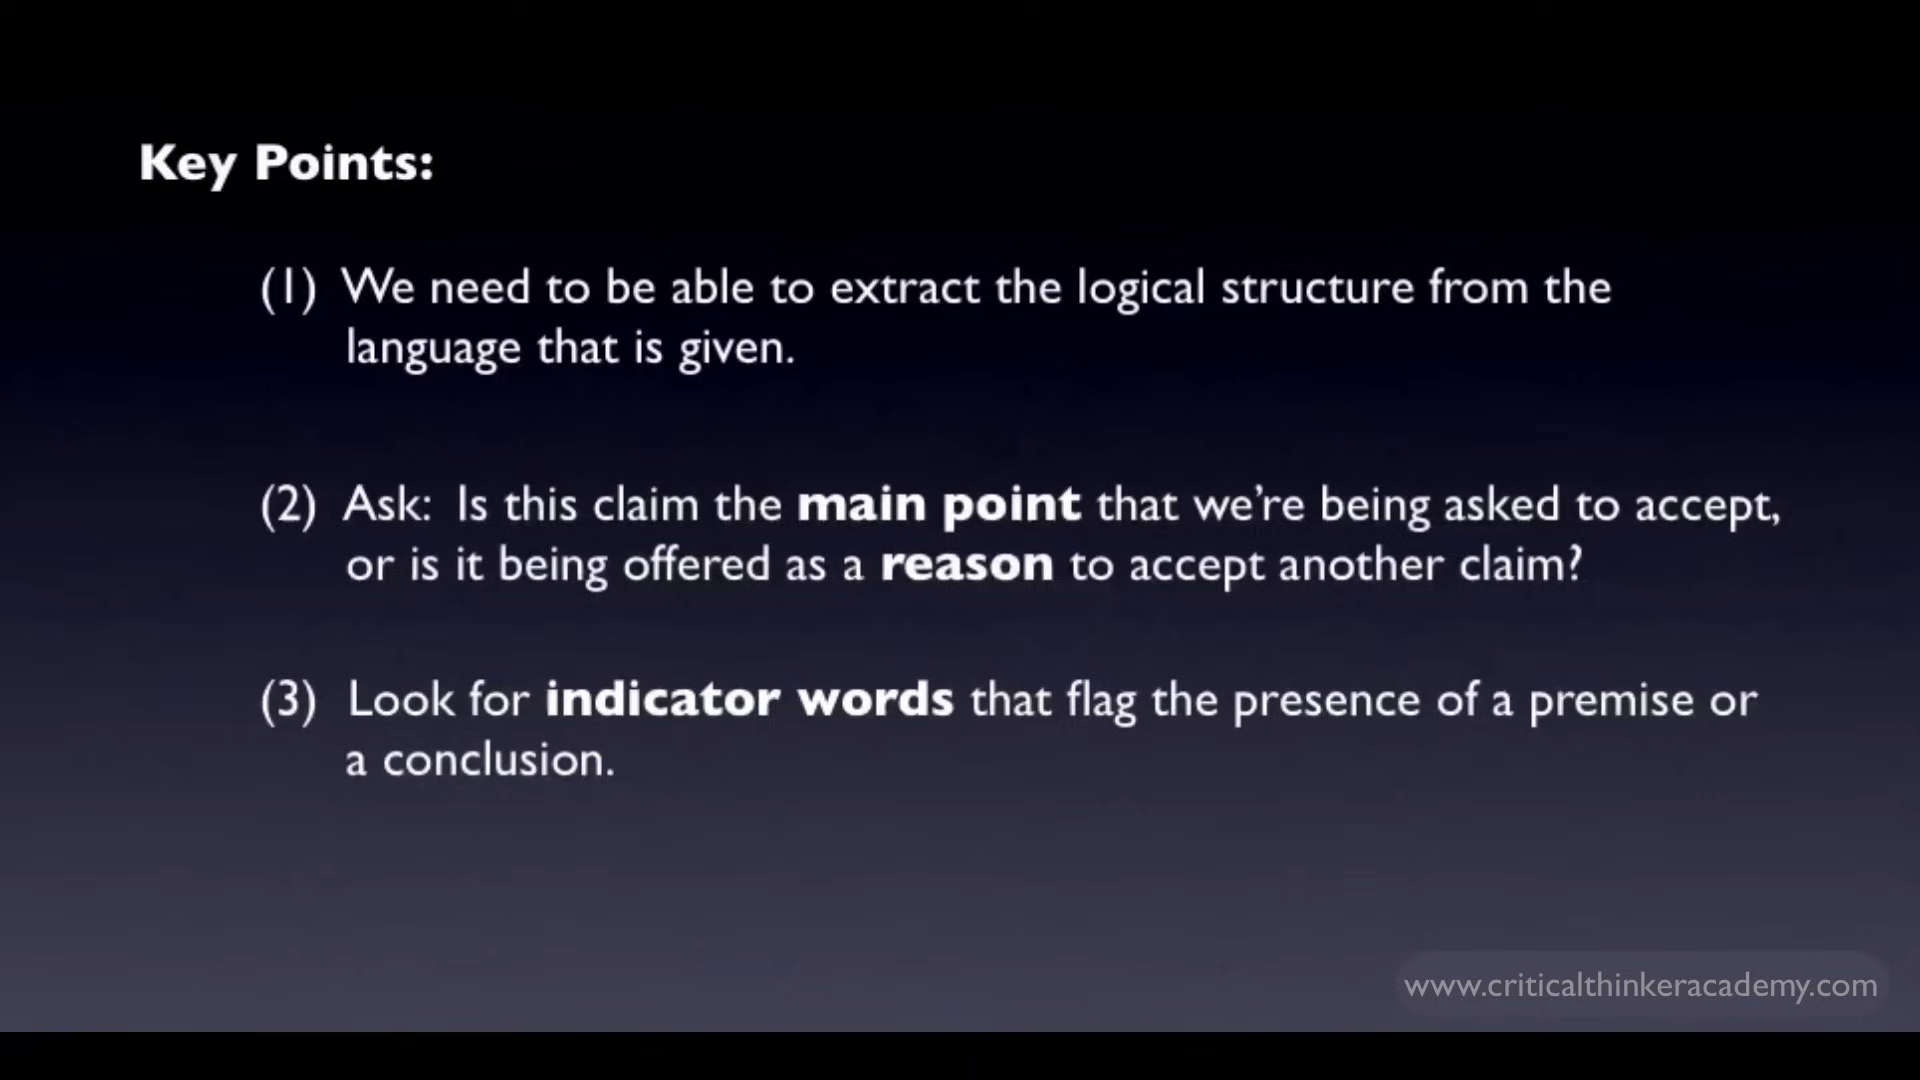 Key Points:
(1) We need to be able to extract the logical structure from the
language that is given.
(2) Ask: Is this claim the main point that we're being asked to accept,
or is it being offered as a reason to accept another claim?
(3) Look for indicator words that flag the presence of a premise or
a conclusion.
www.criticalthinkeracademy.com